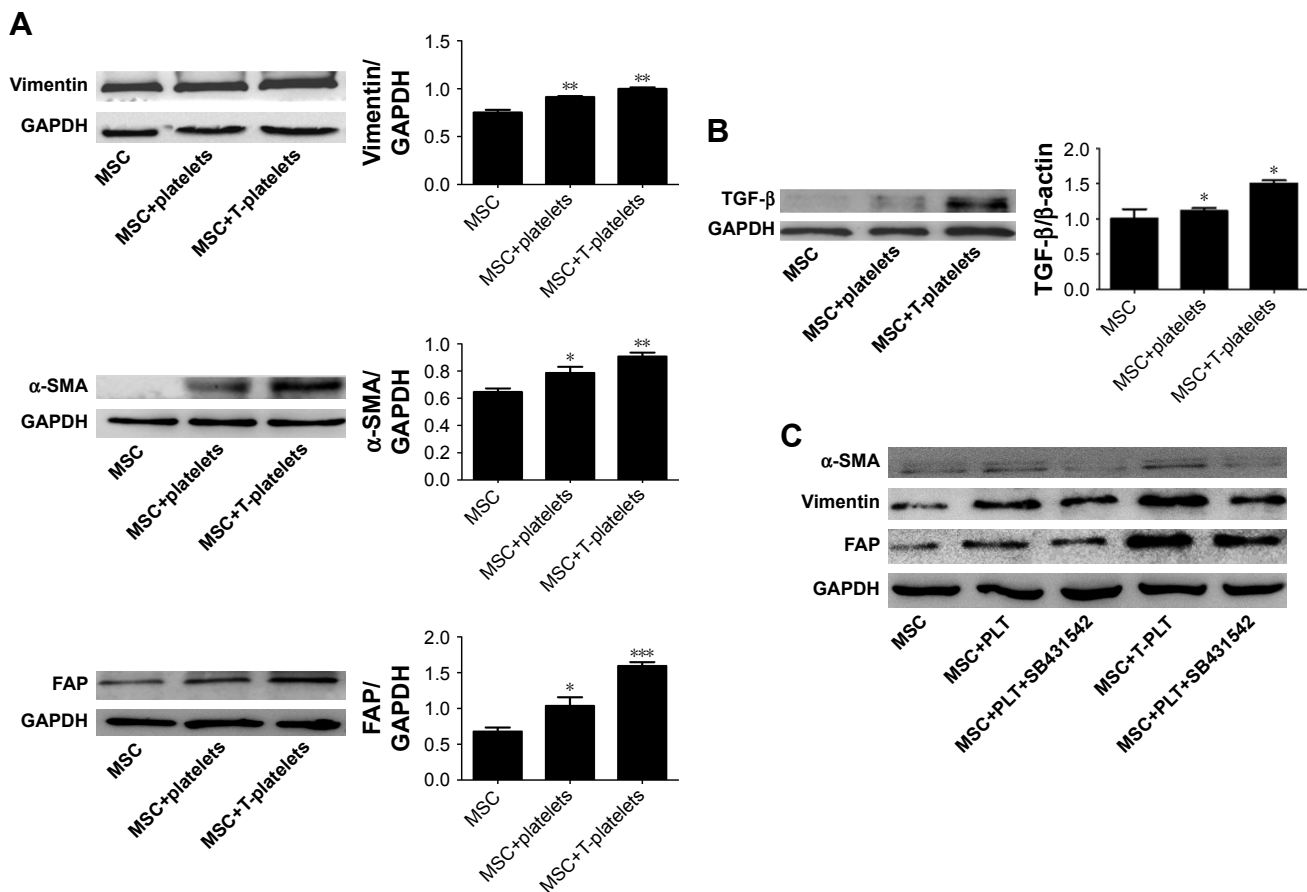 A
Vimentin
GAPDH
MSC
MSC+platelets
MSC+T-platelets
Vimentin/
GAPDH
1.5
1.0
0.5
0.0
**
**
MSC
MSC+platelets
MSC+T-platelets
α-SMA
GAPDH
MSC
MSC+platelets
MSC+T-platelets
α-SMA/
GAPDH
1.0
0.8
0.6
0.4
0.2
0.0
*
**
MSC
MSC+platelets
MSC+T-platelets
FAP
GAPDH
MSC
MSC+platelets
MSC+T-platelets
FAP/
GAPDH
2.0
1.5
1.0
0.5
0.0
*
***
MSC
MSC+platelets
MSC+T-platelets
B
TGF-β
GAPDH
MSC
MSC+platelets
MSC+T-platelets
TGF-β/β-actin
2.0
1.5
1.0
0.5
0.0
*
*
MSC
MSC+platelets
MSC+T-platelets
C
α-SMA
Vimentin
FAP
GAPDH
MSC
MSC+PLT
MSC+PLT+SB431542
MSC+T-PLT
MSC+PLT+SB431542